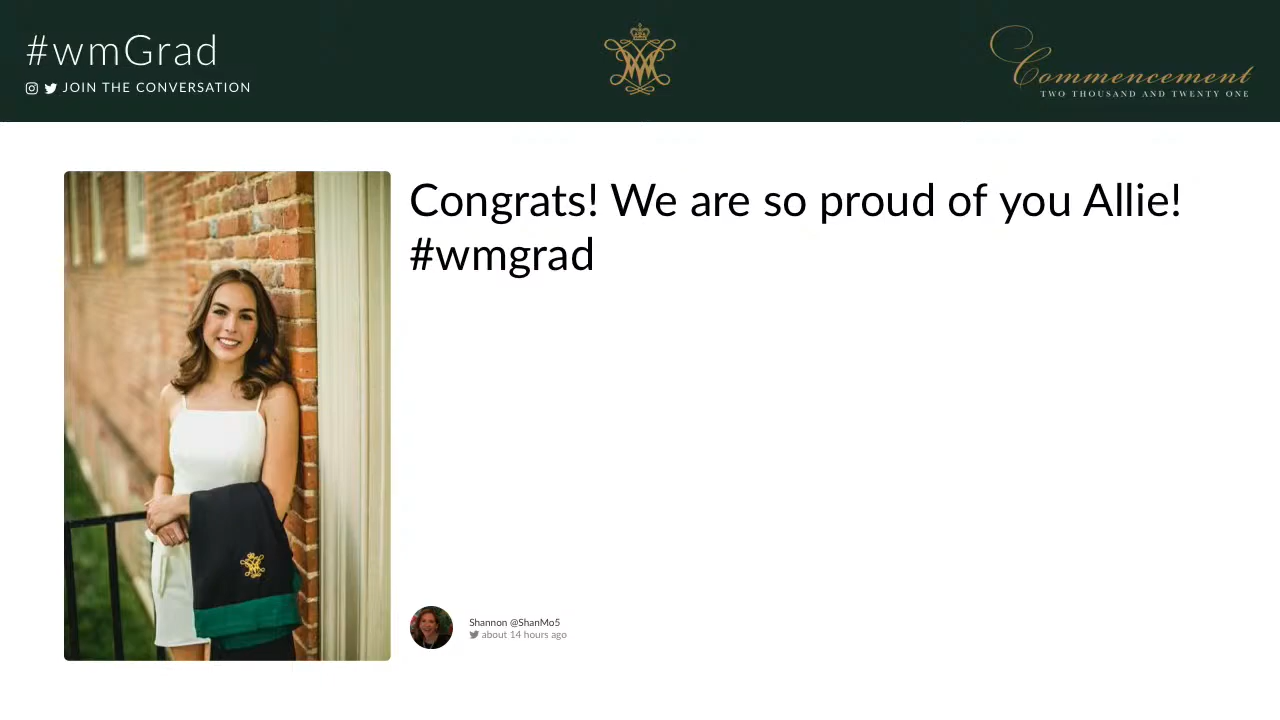 #wmGrad
JOIN THE CONVERSATION
Commencement
TWO THOUSAND AND TWENTY ONE
Congrats! We are so proud of you Allie!
#wmgrad
Shannon @ShanMo5
about 14 hours ago